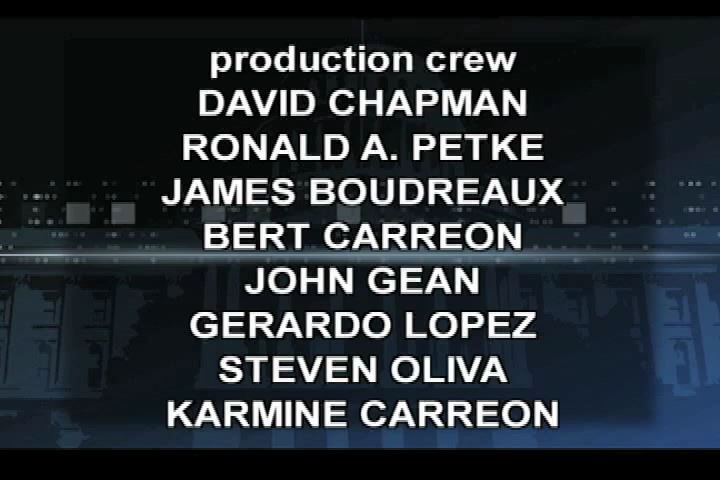 production crew
DAVID CHAPMAN
RONALD A. PETKE
JAMES BOUDREAUX
BERT CARREON
JOHN GEAN
GERARDO LOPEZ
STEVEN OLIVA
KARMINE CARREON